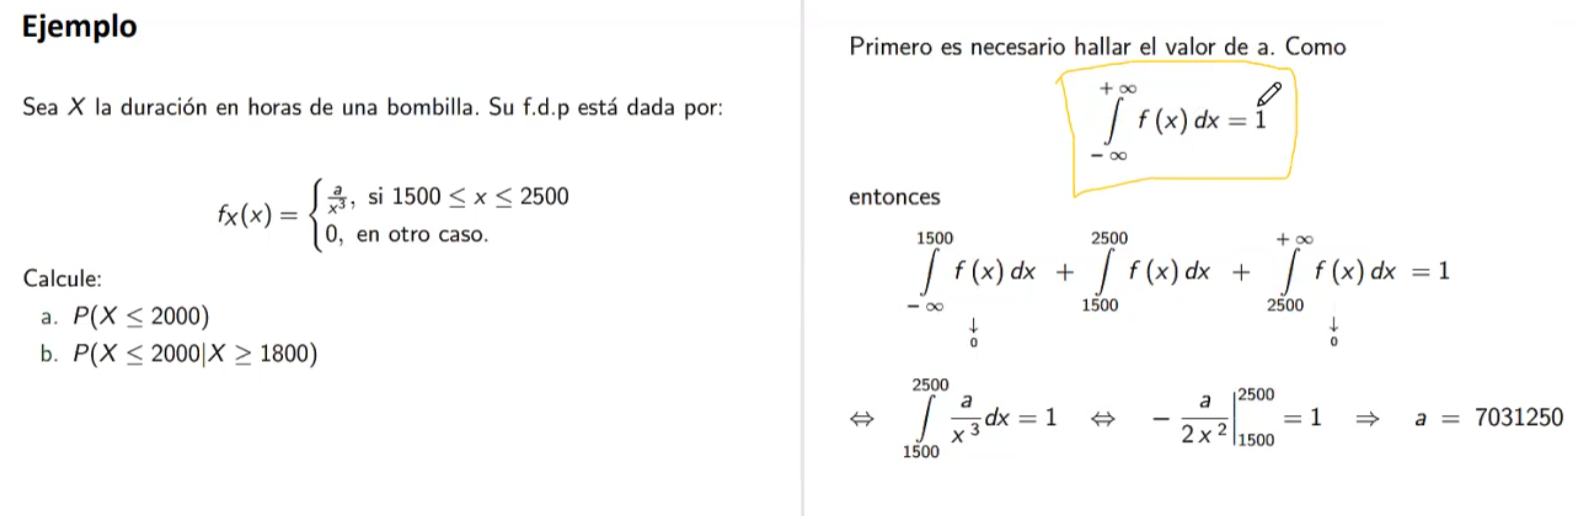 Ejemplo
Sea X la duración en horas de una bombilla. Su f.d.p está dada por:
fX(x) = { a/x³, si 1500 ≤ x ≤ 2500
0, en otro caso.
Calcule:
a. P(X ≤ 2000)
b. P(X ≤ 2000|X ≥ 1800)
Primero es necesario hallar el valor de a. Como
∫_{-∞}^{+∞} f(x) dx = 1
entonces
∫_{-∞}^{1500} f(x) dx + ∫_{1500}^{2500} f(x) dx + ∫_{2500}^{+∞} f(x) dx = 1
↓ ↓
0 0
⇔ ∫_{1500}^{2500} a/x³ dx = 1 ⇔ − a/2x² |_{1500}^{2500} = 1 ⇒ a = 7031250